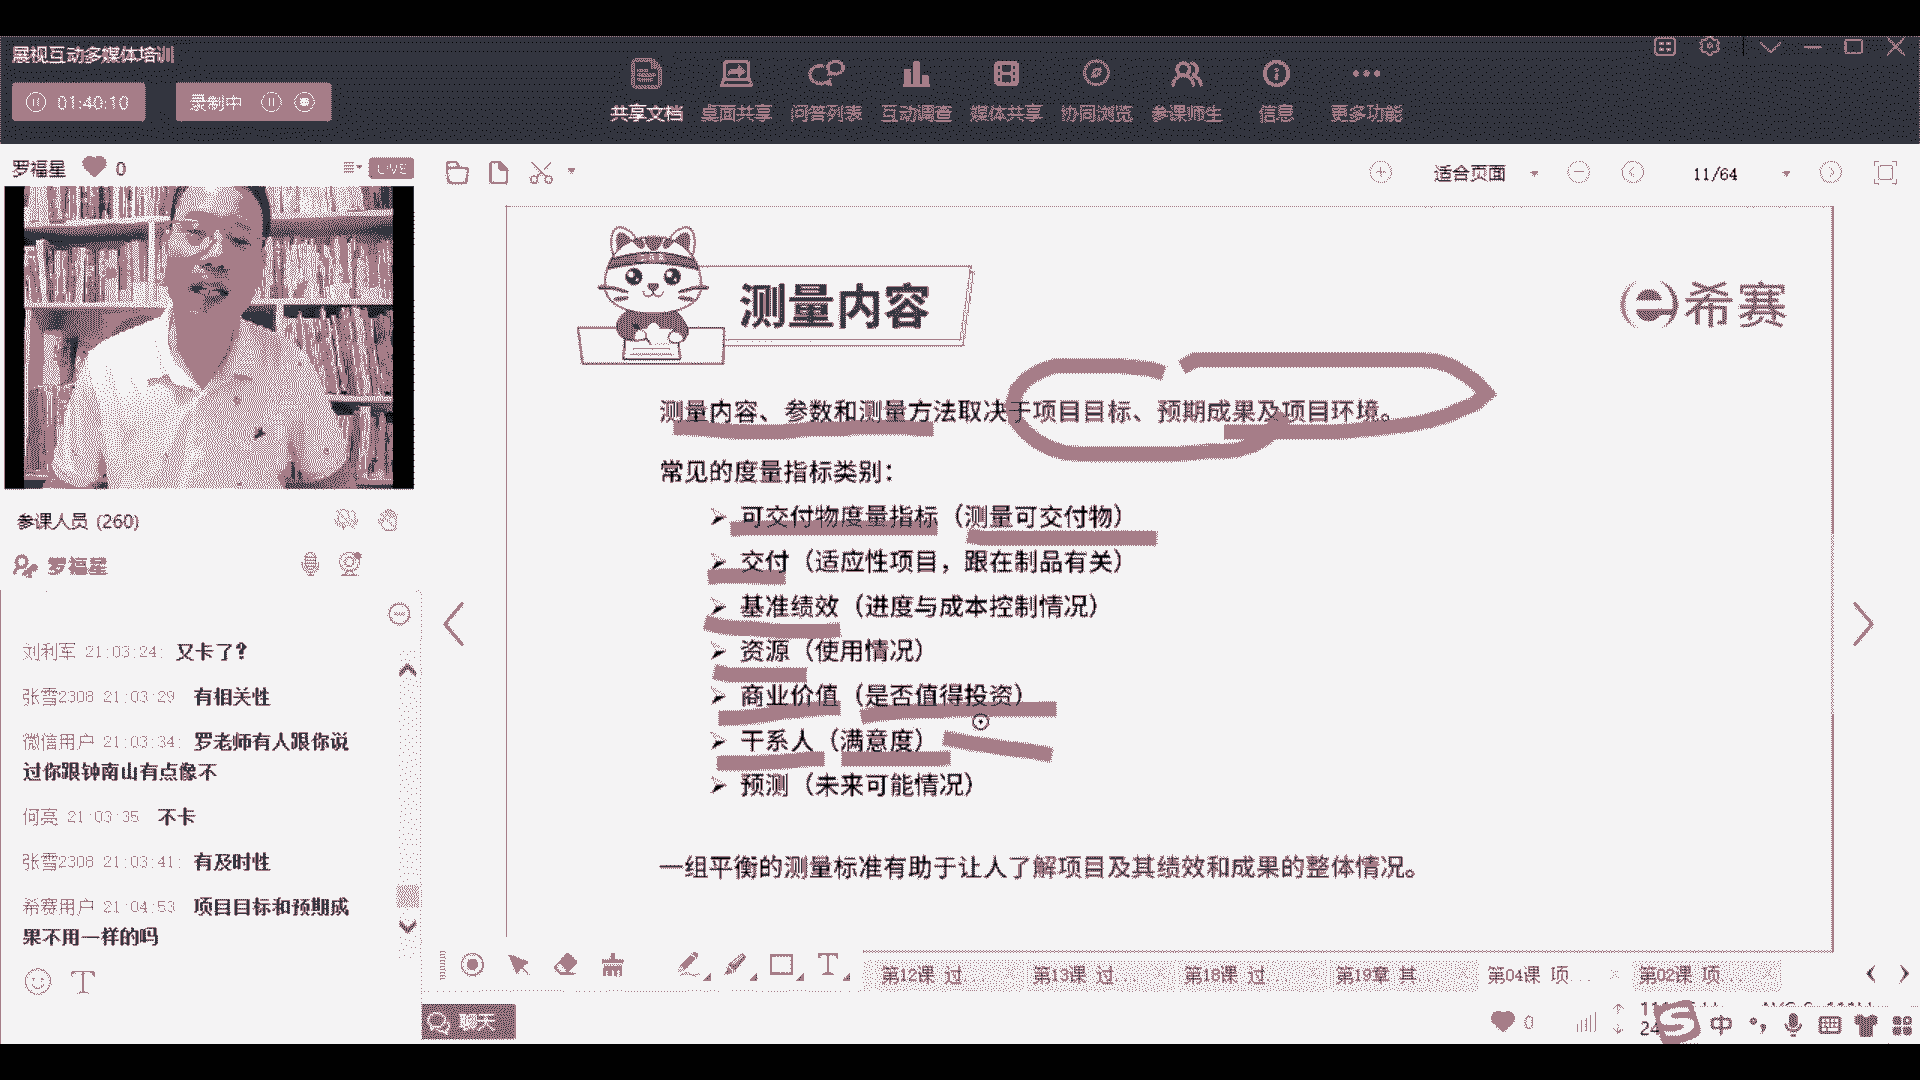 展视互动多媒体培训
01:40:10
录制中
共享文档 桌面共享 问答列表 互动调查 媒体共享 协同浏览 参课师生 信息 更多功能
罗福星 0
LIVE
适合页面
11/64
测量内容
希赛
测量内容、参数和测量方法取决于项目目标、预期成果及项目环境。
常见的度量指标类别：
可交付物度量指标（测量可交付物）
交付（适应性项目，跟在制品有关）
基准绩效（进度与成本控制情况）
资源（使用情况）
商业价值（是否值得投资）
干系人（满意度）
预测（未来可能情况）
一组平衡的测量标准有助于让人了解项目及其绩效和成果的整体情况。
参课人员 (260)
罗福星
刘利军 21:03:24: 又卡了？
张雪2308 21:03:29 有相关性
微信用户 21:03:34: 罗老师有人跟你说
过你跟钟南山有点像不
何亮 21:03:35 不卡
张雪2308 21:03:41: 有及时性
希赛用户 21:04:53 项目目标和预期成
果不用一样的吗
第12课 过...
第13课 过...
第18课 过...
第19章 其...
第04课 项...
第02课 项...
聊天
0
中